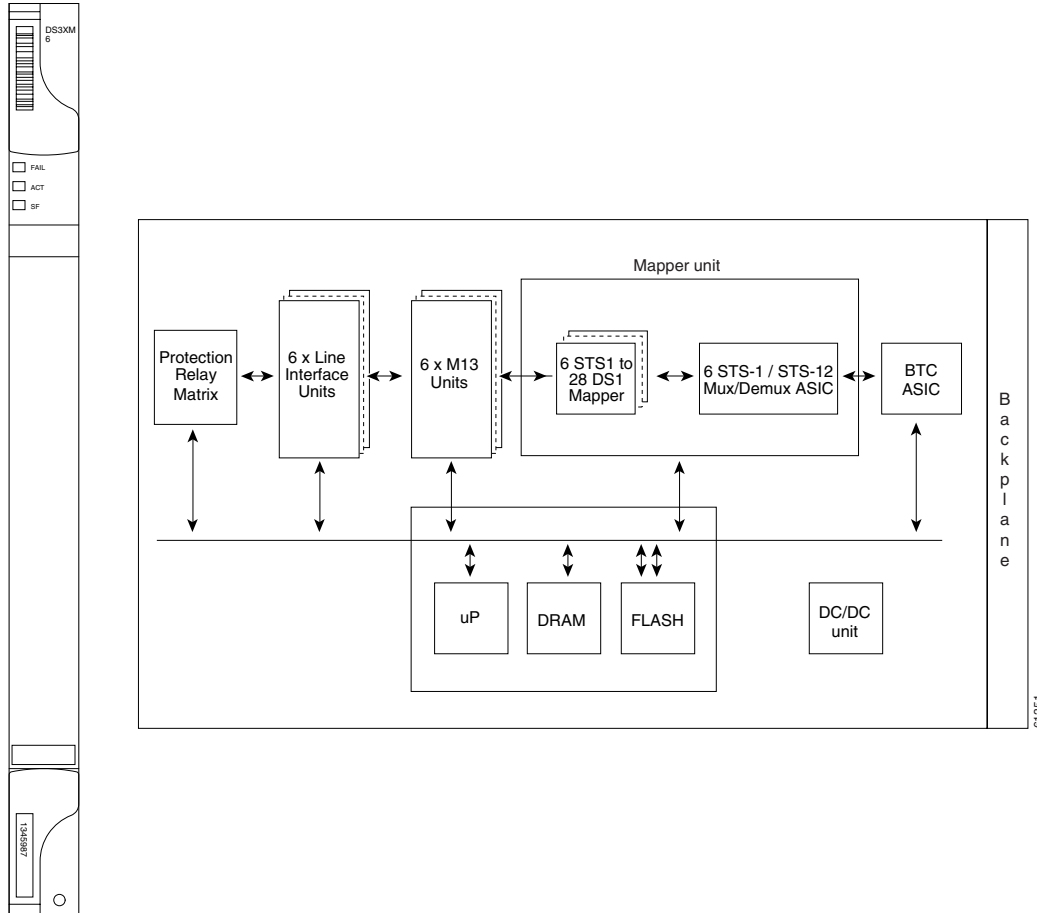 DS3XM
6
FAIL
ACT
SF
Mapper unit
Protection
Relay
Matrix
6 x Line
Interface
Units
6 x M13
Units
6 STS1 to
28 DS1
Mapper
6 STS-1 / STS-12
Mux/Demux ASIC
BTC
ASIC
Backplane
uP
DRAM
FLASH
DC/DC
unit
1345987